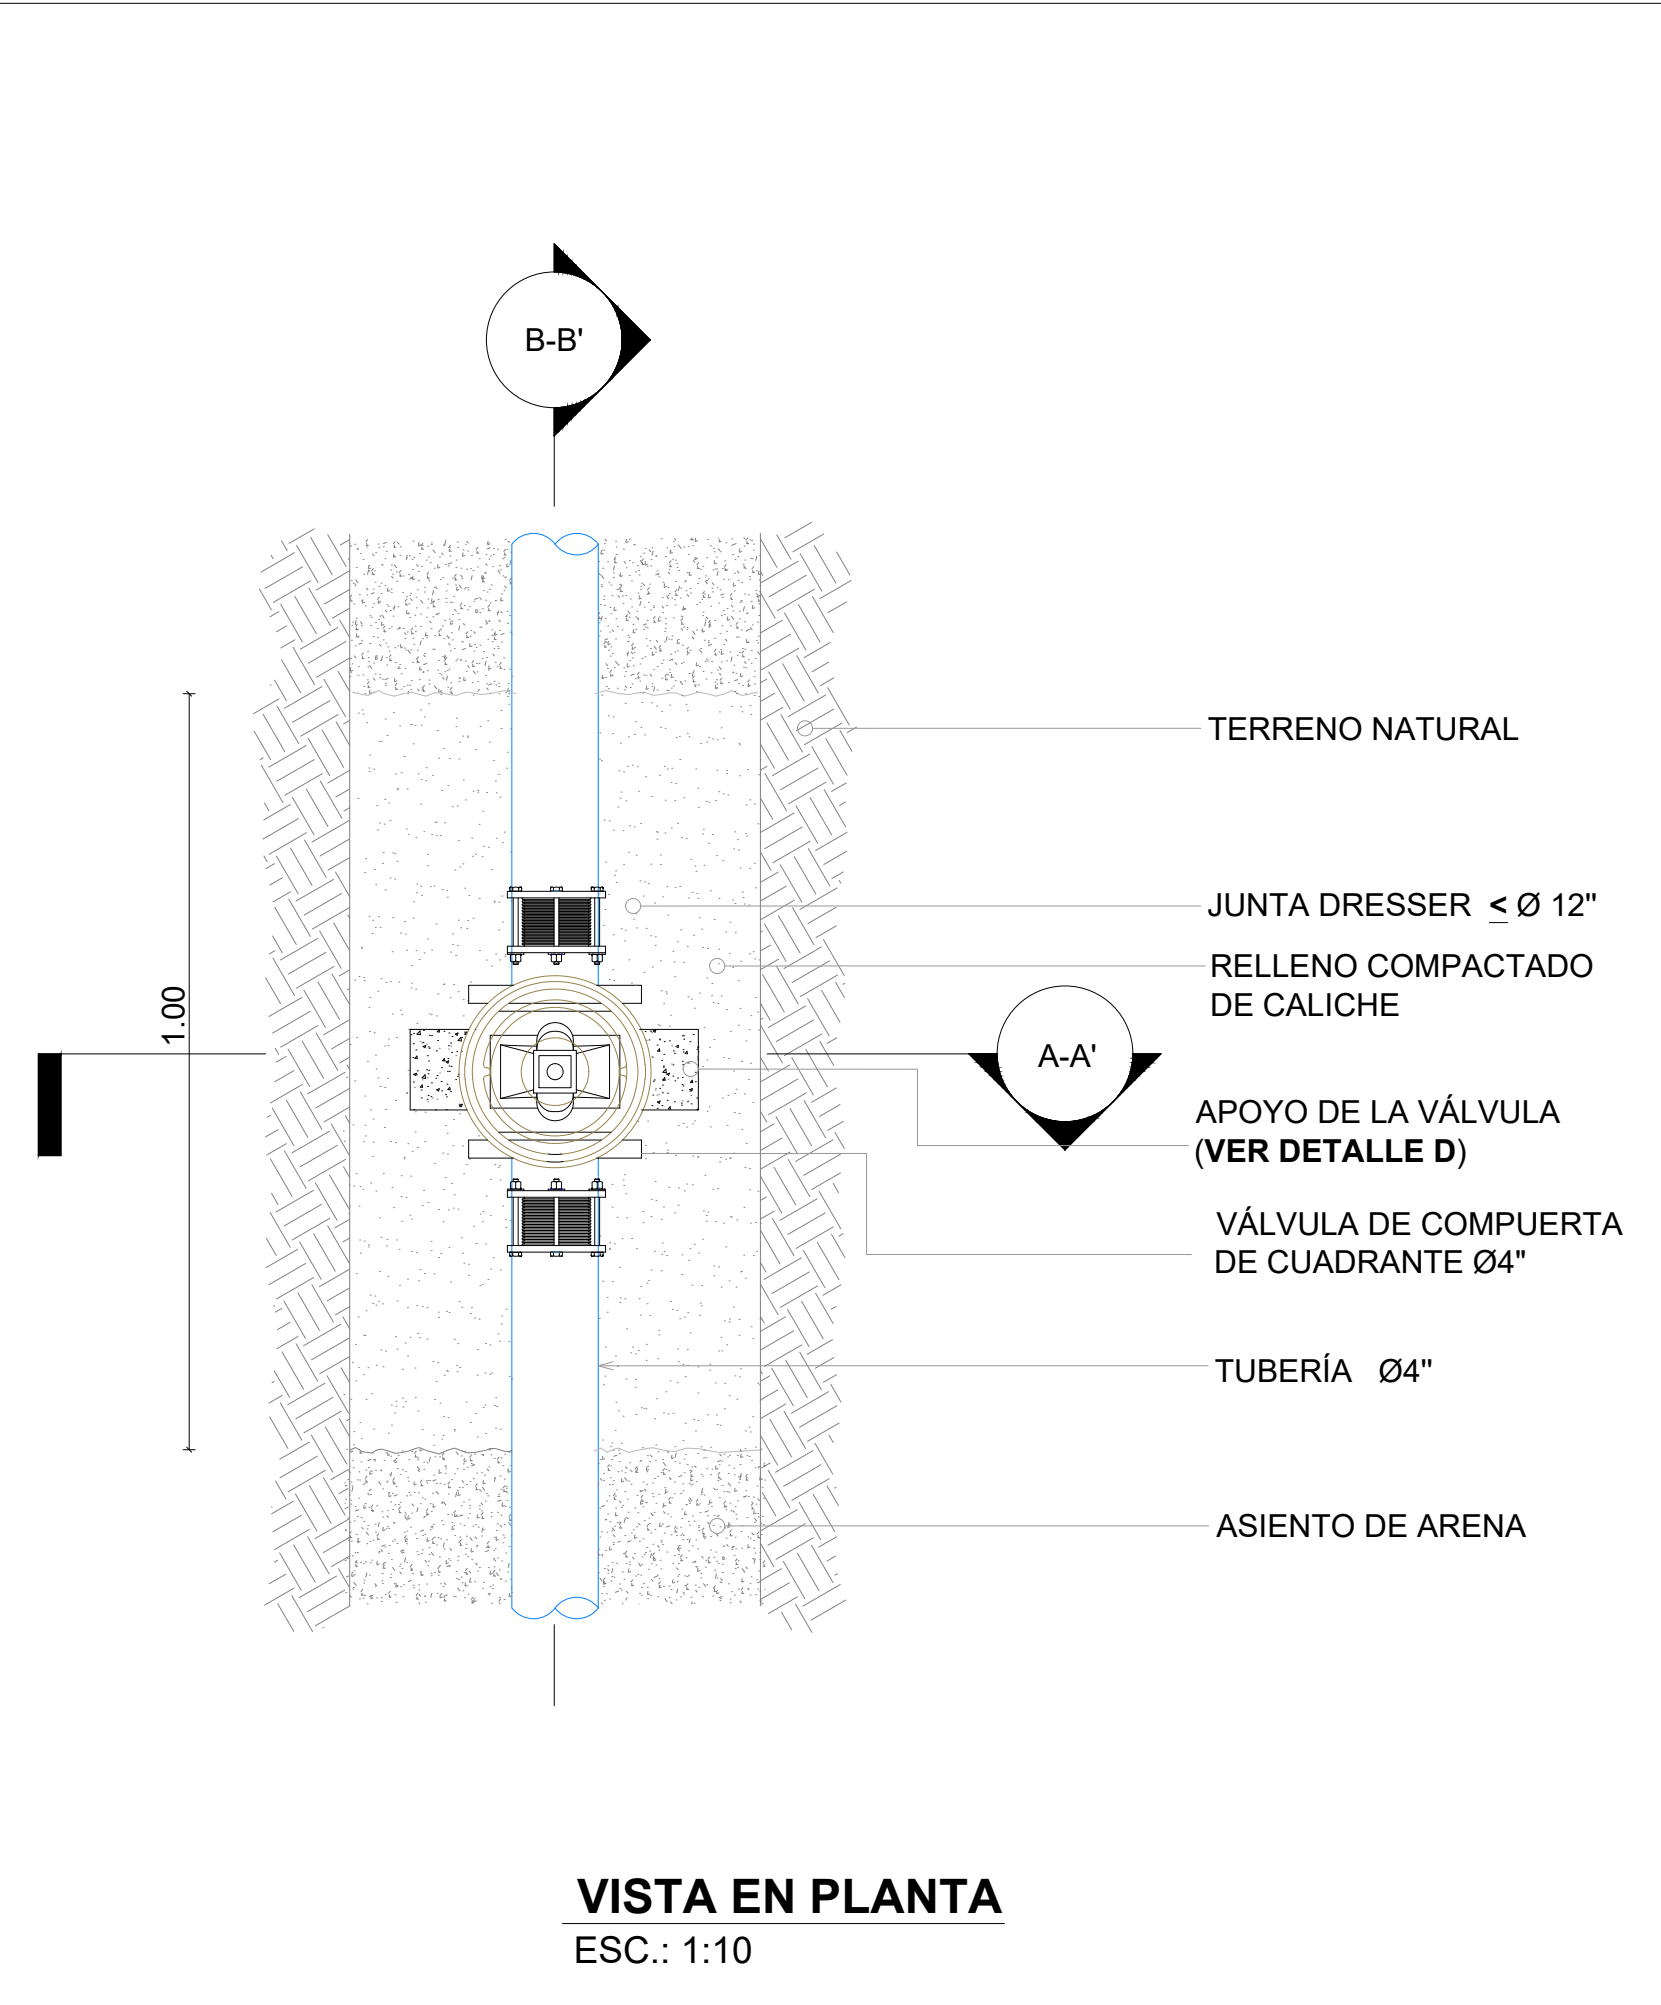 B-B'
TERRENO NATURAL
JUNTA DRESSER ≤ Ø 12"
RELLENO COMPACTADO
DE CALICHE
1.00
A-A'
APOYO DE LA VÁLVULA
(VER DETALLE D)
VÁLVULA DE COMPUERTA
DE CUADRANTE Ø4"
TUBERÍA Ø4"
ASIENTO DE ARENA
VISTA EN PLANTA
ESC.: 1:10